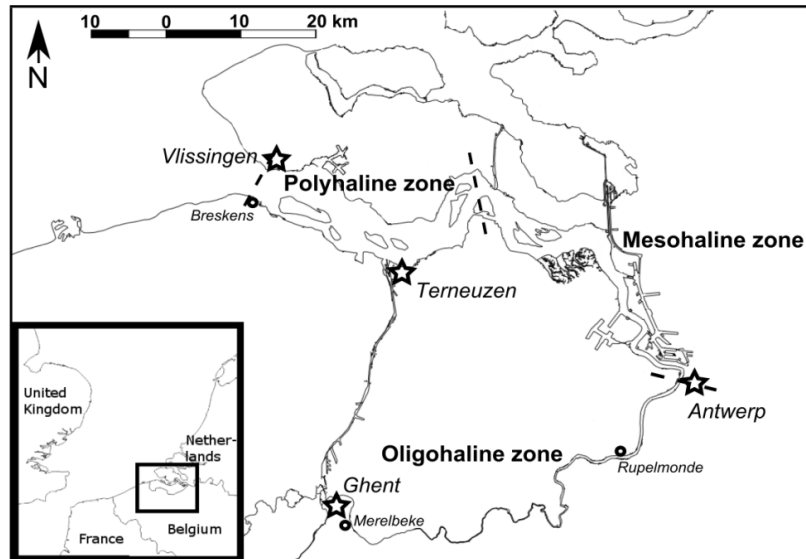 10 0 10 20 km
N
Vlissingen
Polyhaline zone
Breskens
Mesohaline zone
Terneuzen
Antwerp
Oligohaline zone
Rupelmonde
Ghent
Merelbeke
United
Kingdom
Nether-
lands
France
Belgium